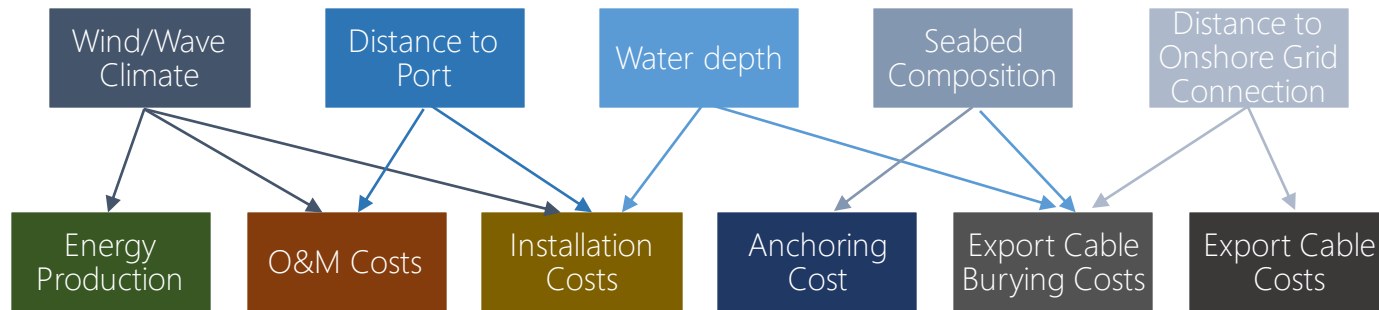 Wind/Wave
Climate
Distance to
Port
Water depth
Seabed
Composition
Distance to
Onshore Grid
Connection
Energy
Production
O&M Costs
Installation
Costs
Anchoring
Cost
Export Cable
Burying Costs
Export Cable
Costs